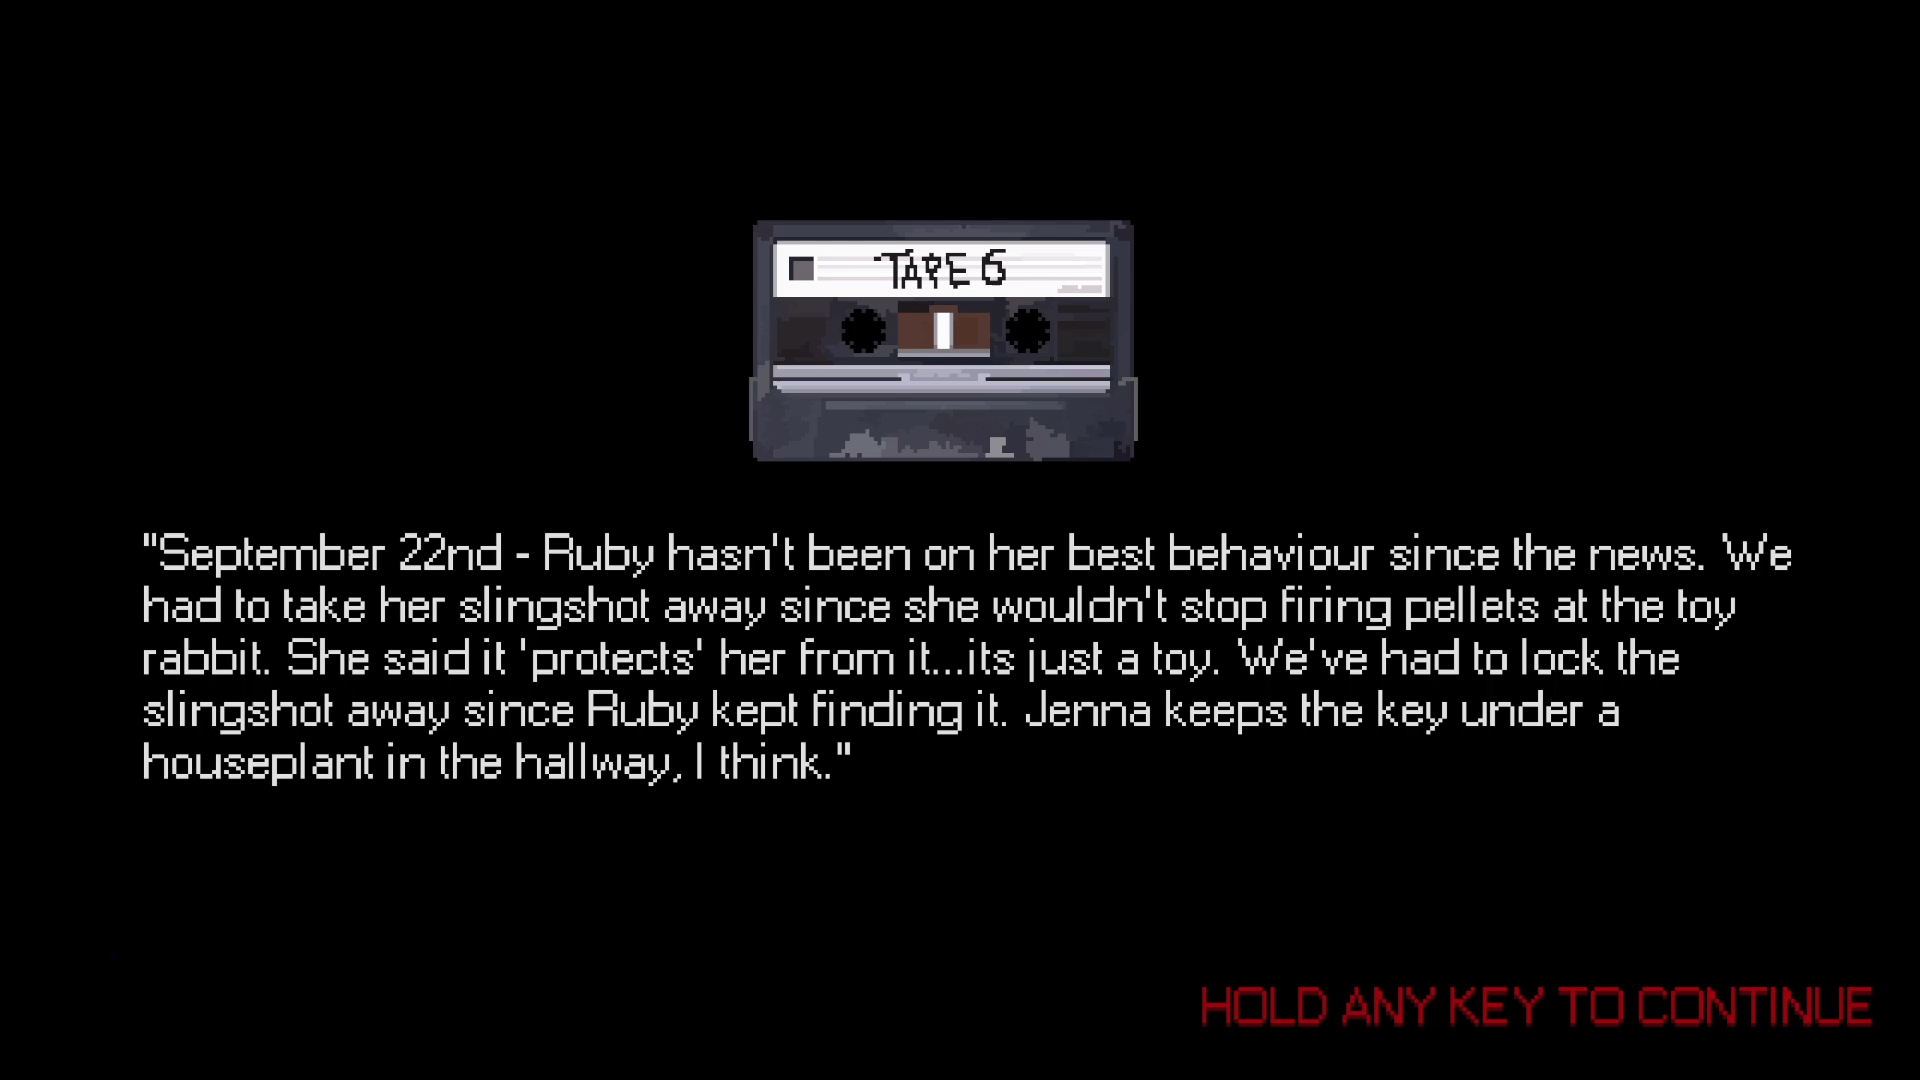 TAPE 6
"September 22nd - Ruby hasn't been on her best behaviour since the news. We
had to take her slingshot away since she wouldn't stop firing pellets at the toy
rabbit. She said it 'protects' her from it...its just a toy. We've had to lock the
slingshot away since Ruby kept finding it. Jenna keeps the key under a
houseplant in the hallway, I think."
HOLD ANY KEY TO CONTINUE